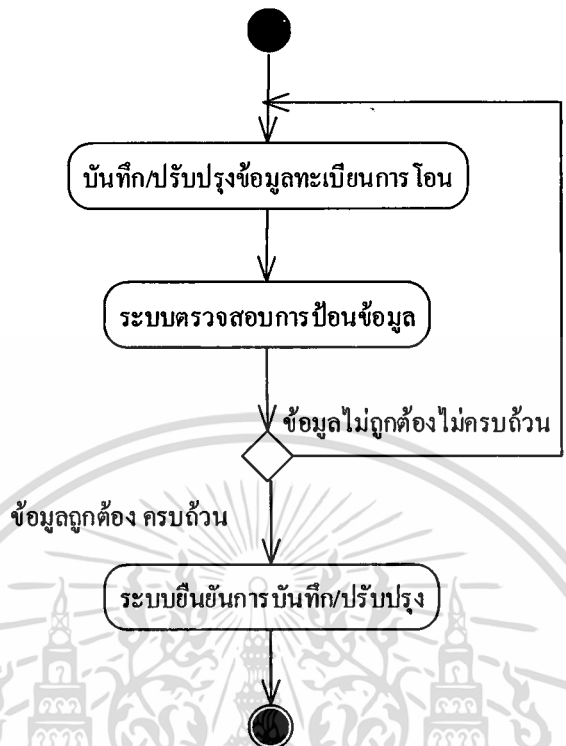 บันทึก/ปรับปรุงข้อมูลทะเบียนการโอน
ระบบตรวจสอบการป้อนข้อมูล
ข้อมูลไม่ถูกต้องไม่ครบถ้วน
ข้อมูลถูกต้อง ครบถ้วน
ระบบยืนยันการบันทึก/ปรับปรุง